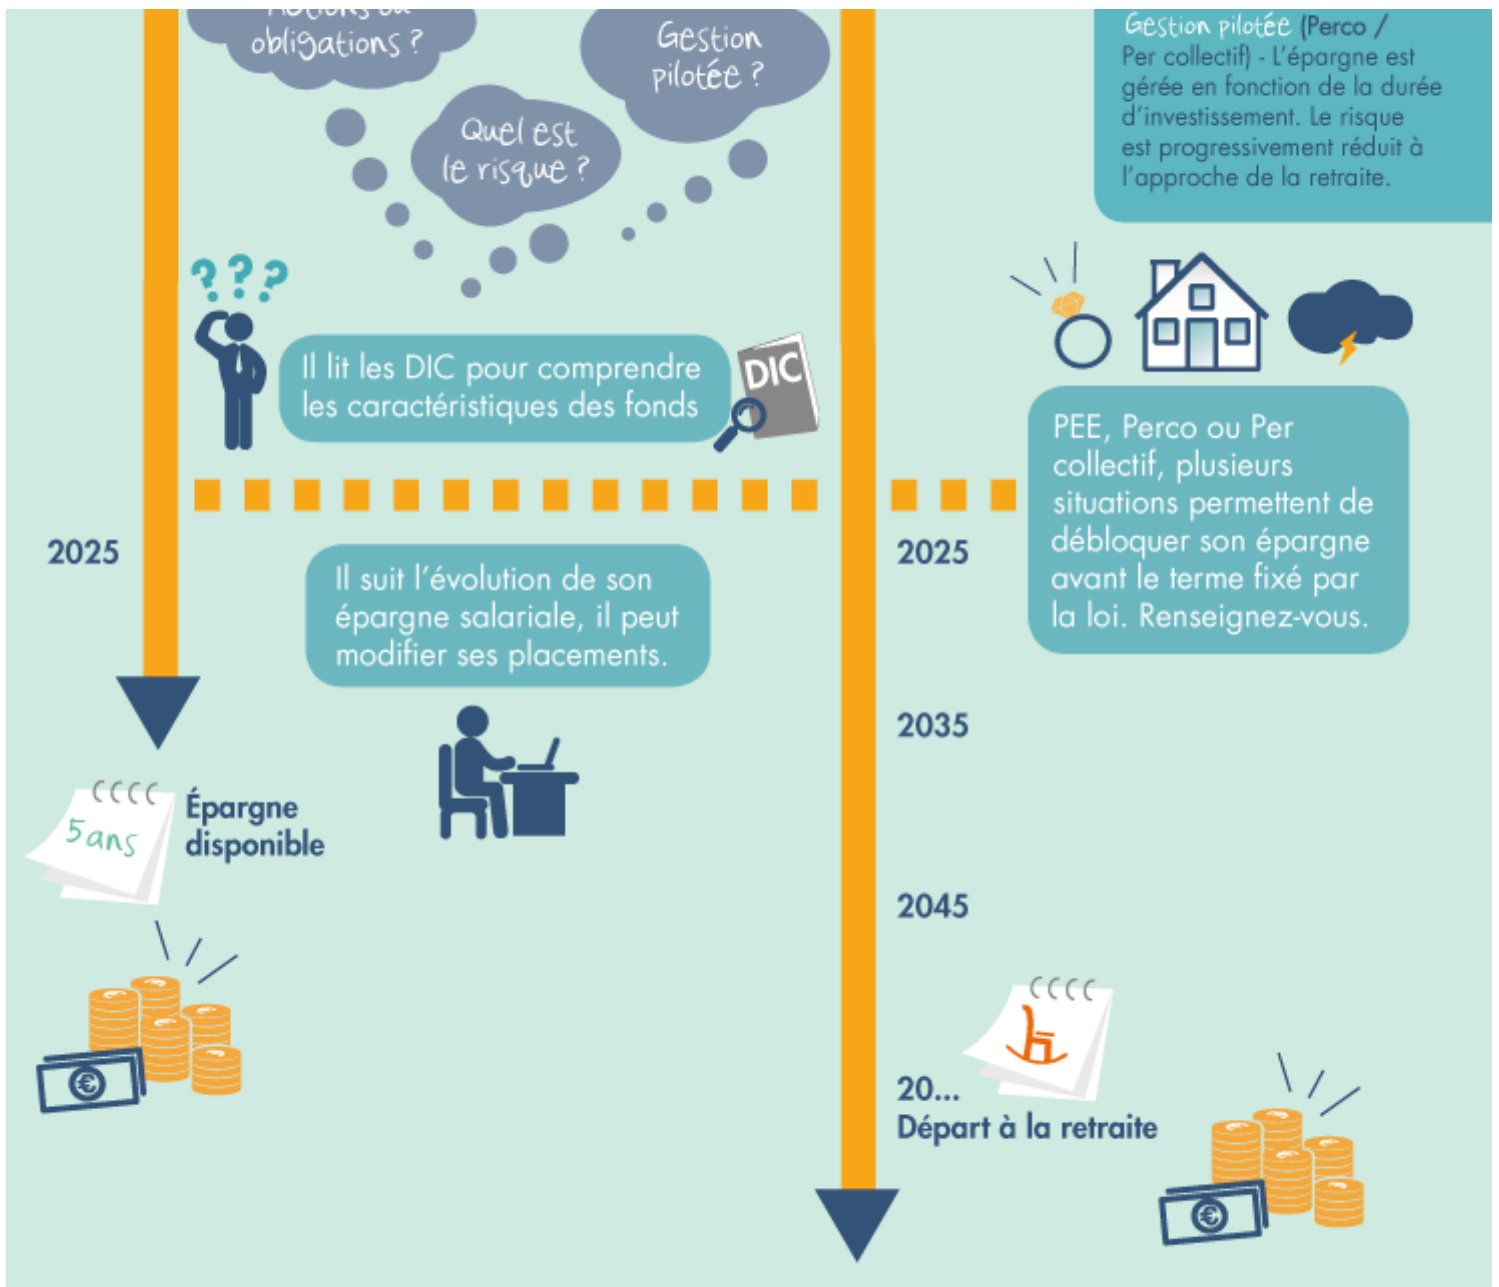 obligations ?
Gestion
pilotée ?
Quel est
le risque ?
Gestion pilotée (Perco /
Per collectif) - L'épargne est
gérée en fonction de la durée
d'investissement. Le risque
est progressivement réduit à
l'approche de la retraite.
???
Il lit les DIC pour comprendre
les caractéristiques des fonds
DIC
PEE, Perco ou Per
collectif, plusieurs
situations permettent de
débloquer son épargne
avant le terme fixé par
la loi. Renseignez-vous.
2025
2025
Il suit l'évolution de son
épargne salariale, il peut
modifier ses placements.
2035
5 ans
Épargne
disponible
2045
€
20...
Départ à la retraite
€